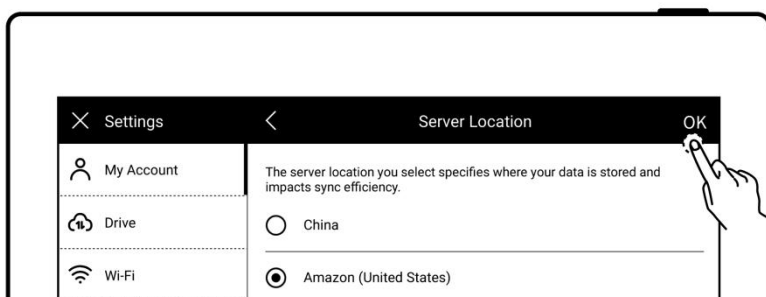 Settings
Server Location
OK
My Account
Drive
Wi-Fi
The server location you select specifies where your data is stored and
impacts sync efficiency.
China
Amazon (United States)